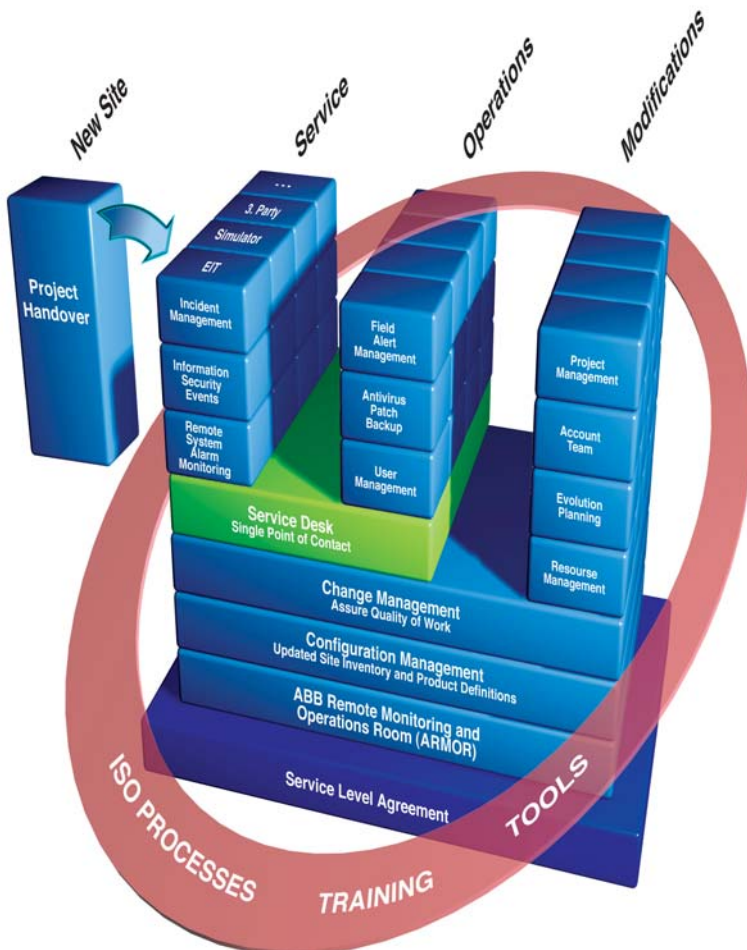 New Site
Service
Operations
Modifications
Project
Handover
...
3. Party
Simulator
EIT
Incident
Management
Information
Security
Events
Remote
System
Alarm
Monitoring
Field
Alert
Management
Antivirus
Patch
Backup
User
Management
Project
Management
Account
Team
Evolution
Planning
Resourse
Management
Service Desk
Single Point of Contact
Change Management
Assure Quality of Work
Configuration Management
Updated Site Inventory and Product Definitions
ABB Remote Monitoring and
Operations Room (ARMOR)
Service Level Agreement
ISO PROCESSES
TRAINING
TOOLS